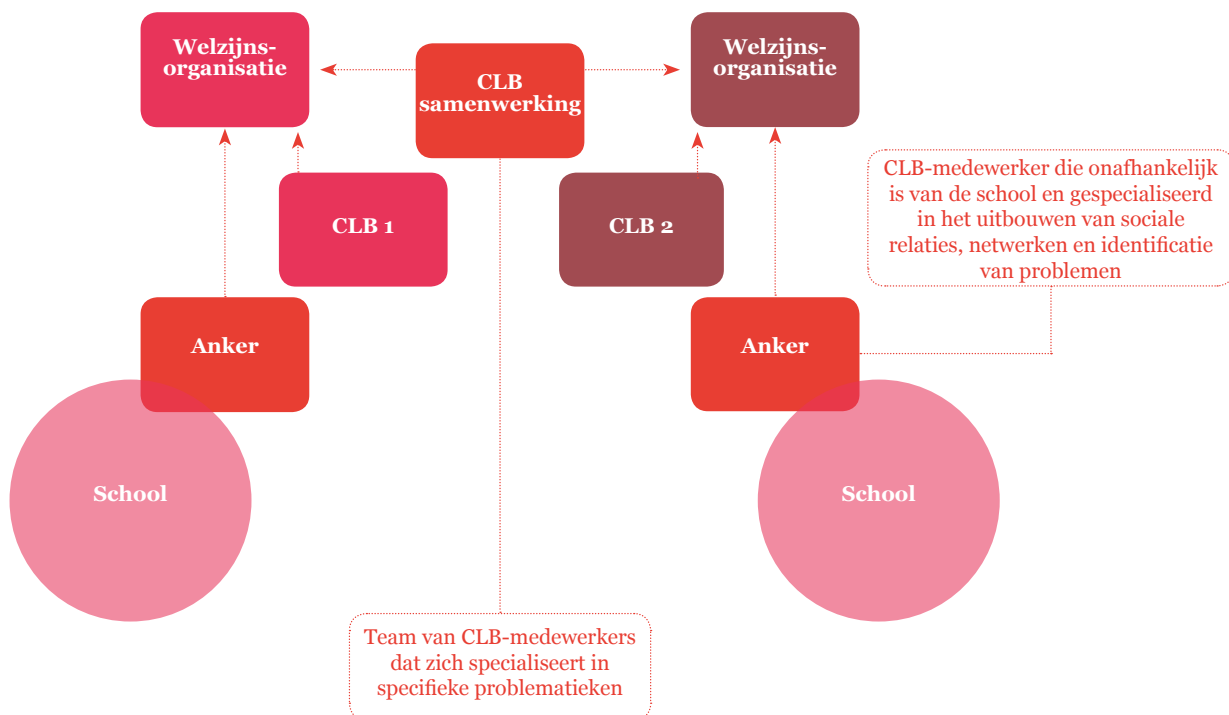 Welzijns-
organisatie
CLB
samenwerking
Welzijns-
organisatie
CLB 1
CLB 2
CLB-medewerker die onafhankelijk
is van de school en gespecialiseerd
in het uitbouwen van sociale
relaties, netwerken en identificatie
van problemen
Anker
Anker
School
School
Team van CLB-medewerkers
dat zich specialiseert in
specifieke problematieken